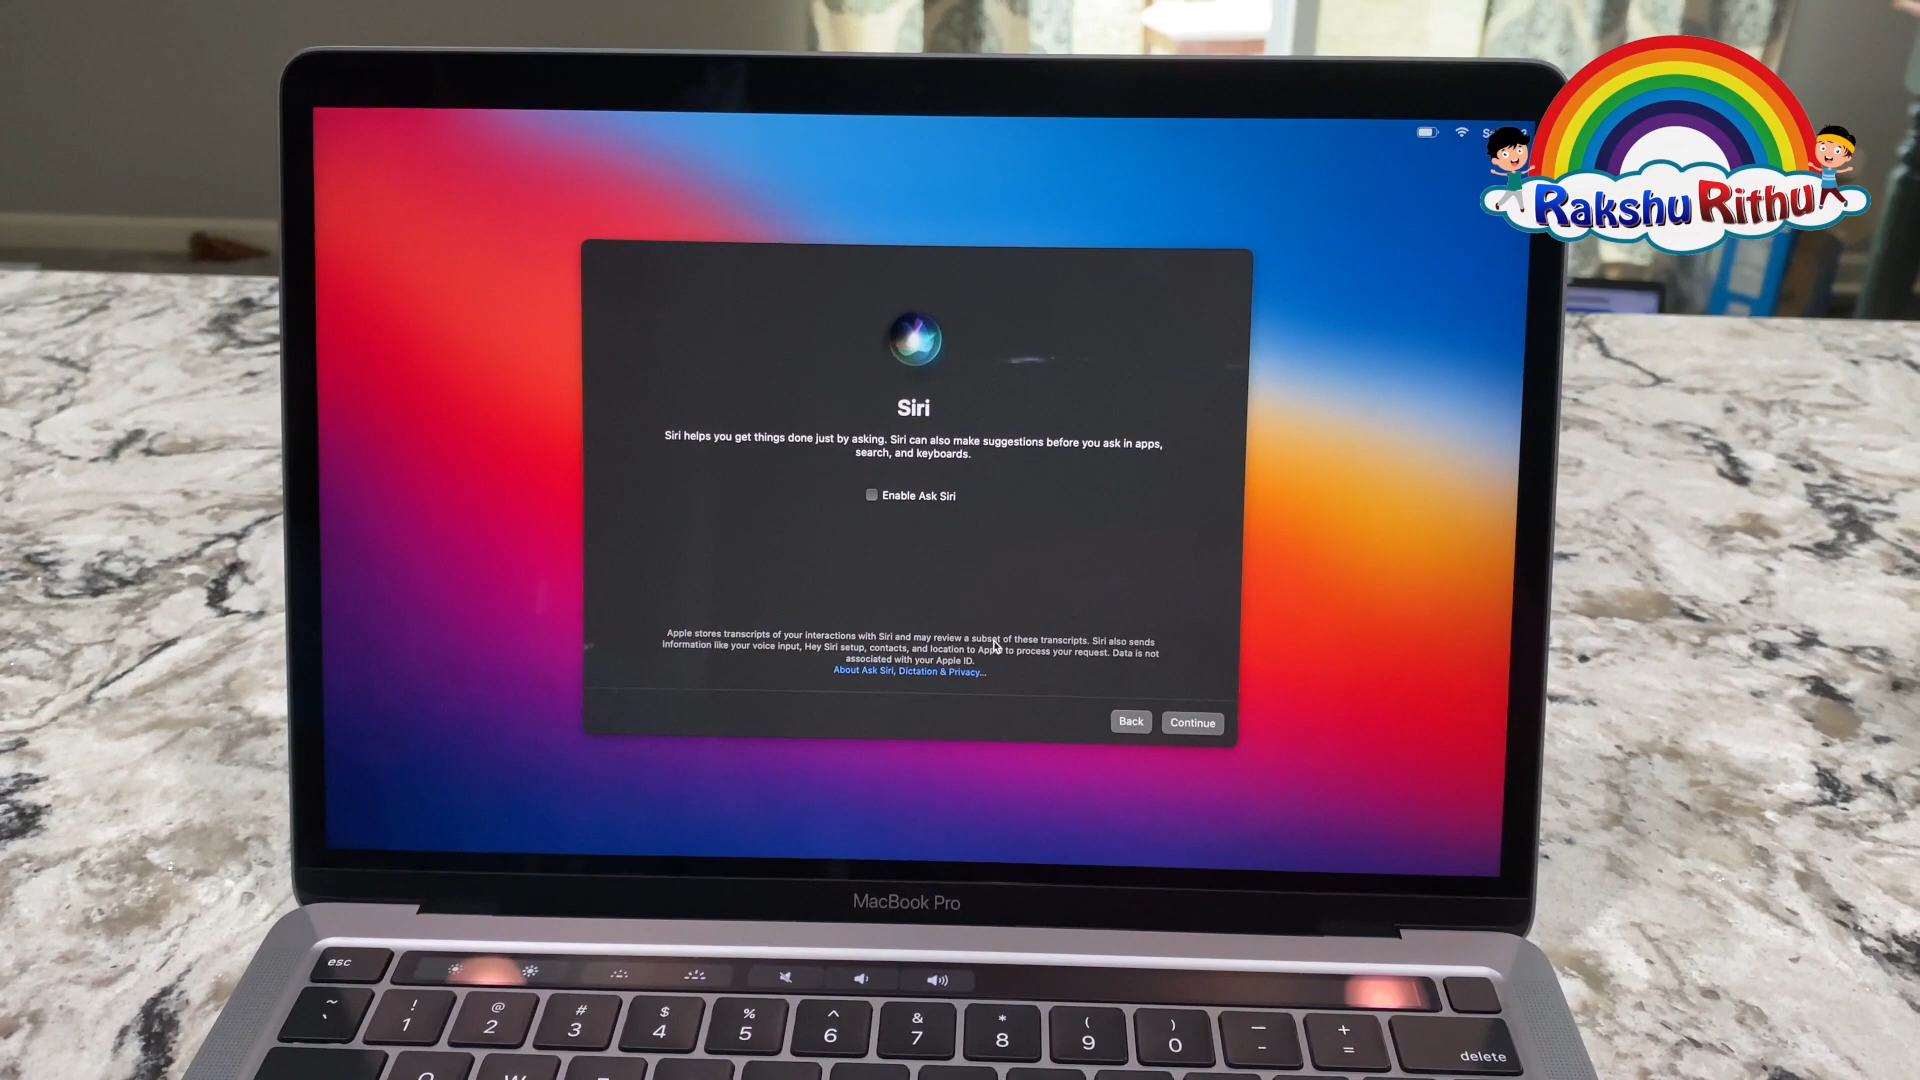 Rakshu Rithu
Siri
Siri helps you get things done just by asking. Siri can also make suggestions before you ask in apps,
search, and keyboards.
Enable Ask Siri
Apple stores transcripts of your interactions with Siri and may review a subset of these transcripts. Siri also sends
information like your voice input, Hey Siri setup, contacts, and location to Apple to process your request. Data is not
associated with your Apple ID.
About Ask Siri, Dictation & Privacy...
Back Continue
MacBook Pro
esc
~ ! @ # $ % ^ & * ( ) — +
` 1 2 3 4 5 6 7 8 9 0 - = delete